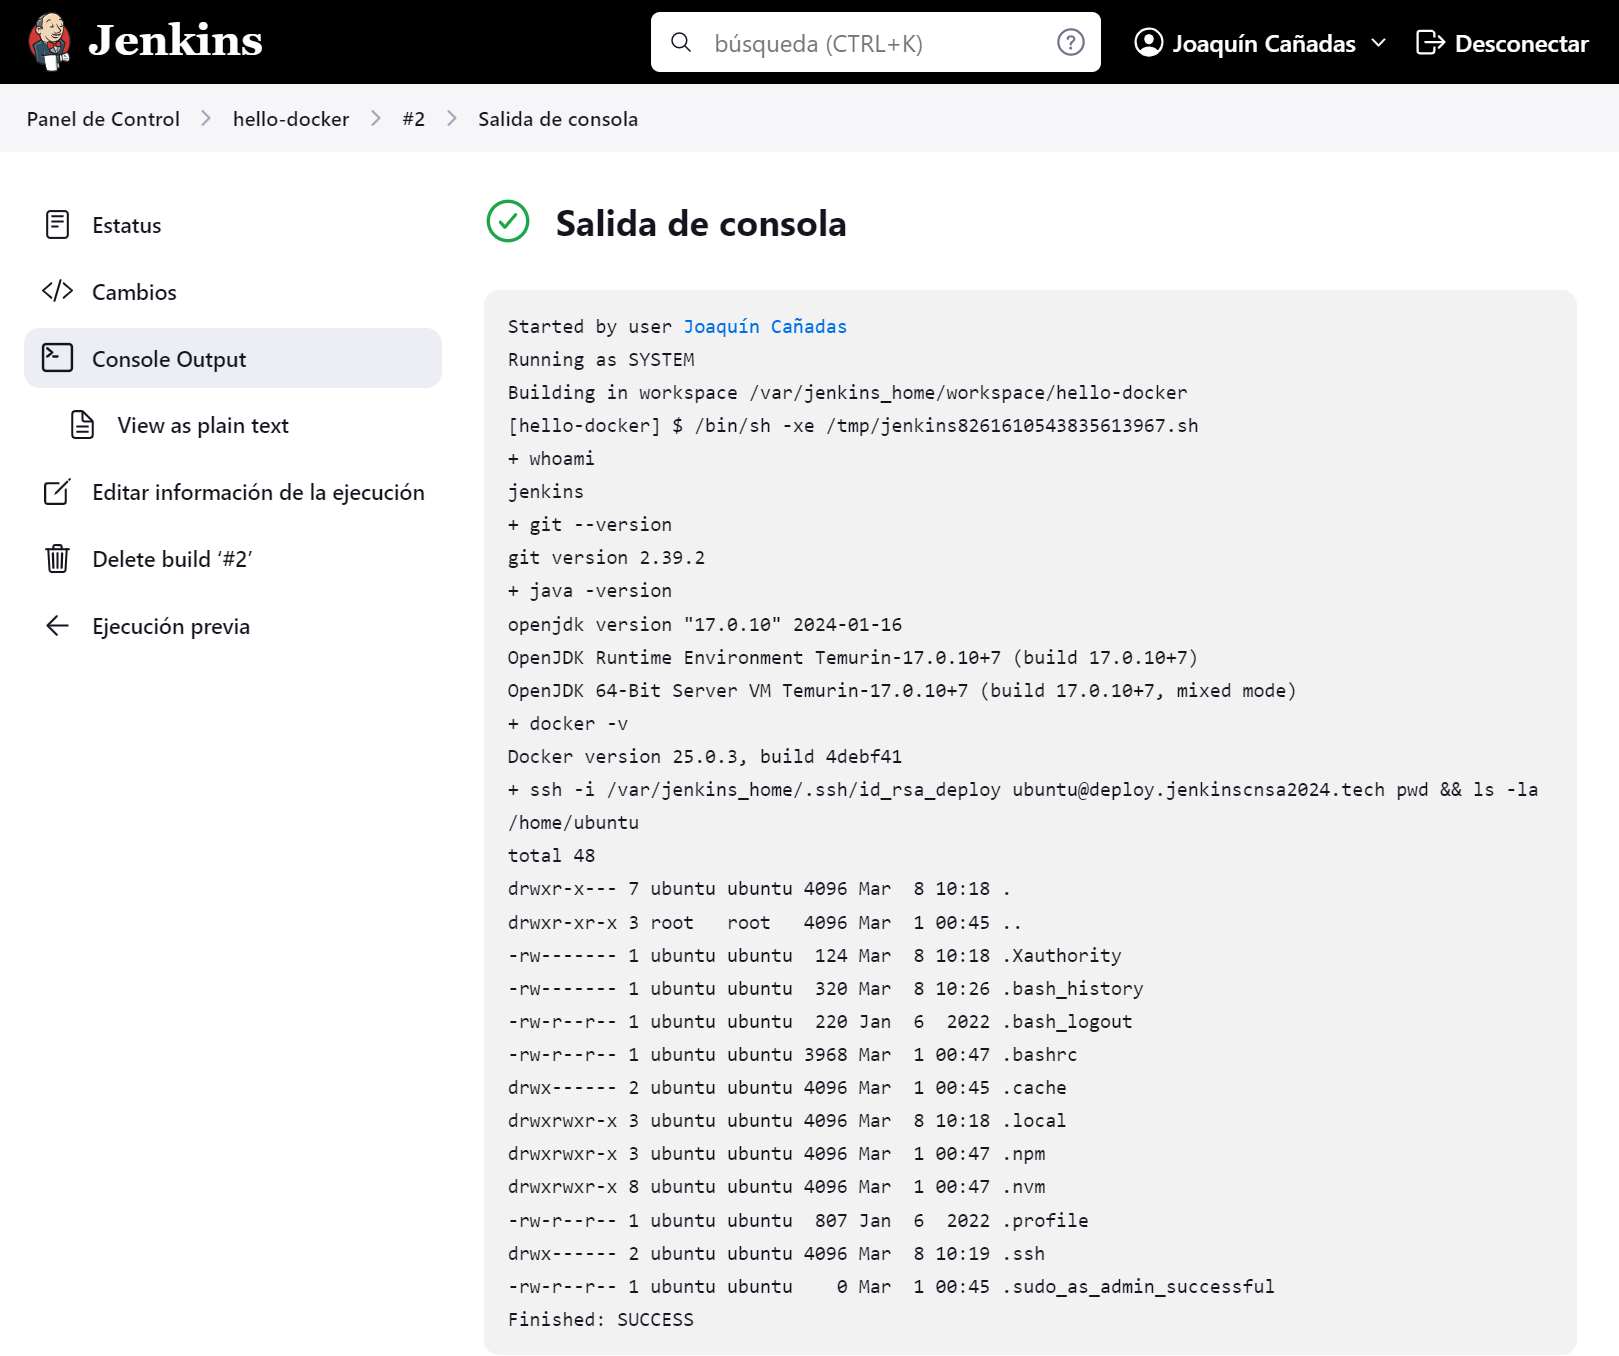 Jenkins
búsqueda (CTRL+K)
Joaquín Cañadas
Desconectar
Panel de Control
hello-docker
#2
Salida de consola
Estatus
Cambios
Console Output
View as plain text
Editar información de la ejecución
Delete build ‘#2’
Ejecución previa
Salida de consola
Started by user Joaquín Cañadas
Running as SYSTEM
Building in workspace /var/jenkins_home/workspace/hello-docker
[hello-docker] $ /bin/sh -xe /tmp/jenkins8261610543835613967.sh
+ whoami
jenkins
+ git --version
git version 2.39.2
+ java -version
openjdk version "17.0.10" 2024-01-16
OpenJDK Runtime Environment Temurin-17.0.10+7 (build 17.0.10+7)
OpenJDK 64-Bit Server VM Temurin-17.0.10+7 (build 17.0.10+7, mixed mode)
+ docker -v
Docker version 25.0.3, build 4debf41
+ ssh -i /var/jenkins_home/.ssh/id_rsa_deploy ubuntu@deploy.jenkinscnsa2024.tech pwd && ls -la
/home/ubuntu
total 48
drwxr-x--- 7 ubuntu ubuntu 4096 Mar  8 10:18 .
drwxr-xr-x 3 root   root   4096 Mar  1 00:45 ..
-rw------- 1 ubuntu ubuntu  124 Mar  8 10:18 .Xauthority
-rw------- 1 ubuntu ubuntu  320 Mar  8 10:26 .bash_history
-rw-r--r-- 1 ubuntu ubuntu  220 Jan  6  2022 .bash_logout
-rw-r--r-- 1 ubuntu ubuntu 3968 Mar  1 00:47 .bashrc
drwx------ 2 ubuntu ubuntu 4096 Mar  1 00:45 .cache
drwxrwxr-x 3 ubuntu ubuntu 4096 Mar  8 10:18 .local
drwxrwxr-x 3 ubuntu ubuntu 4096 Mar  1 00:47 .npm
drwxrwxr-x 8 ubuntu ubuntu 4096 Mar  1 00:47 .nvm
-rw-r--r-- 1 ubuntu ubuntu  807 Jan  6  2022 .profile
drwx------ 2 ubuntu ubuntu 4096 Mar  8 10:19 .ssh
-rw-r--r-- 1 ubuntu ubuntu    0 Mar  1 00:45 .sudo_as_admin_successful
Finished: SUCCESS